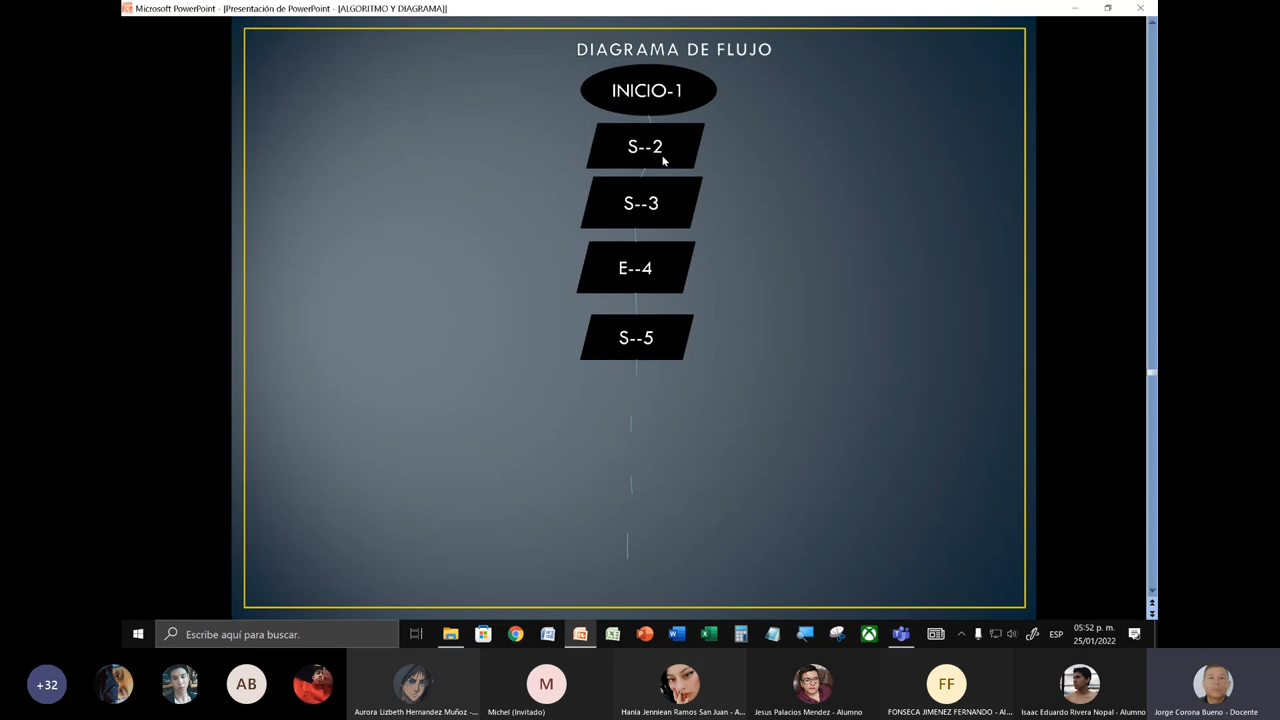 Microsoft PowerPoint - [Presentación de PowerPoint - [ALGORITMO Y DIAGRAMA]]
DIAGRAMA DE FLUJO
INICIO-1
S--2
S--3
E--4
S--5
Escribe aquí para buscar.
ESP
05:52 p. m.
25/01/2022
+32
AB
M
FF
Aurora Lizbeth Hernandez Muñoz -...
Michel (Invitado)
Hania Jenniean Ramos San Juan - A...
Jesus Palacios Mendez - Alumno
FONSECA JIMENEZ FERNANDO - Al...
Isaac Eduardo Rivera Nopal - Alumno
Jorge Corona Bueno - Docente